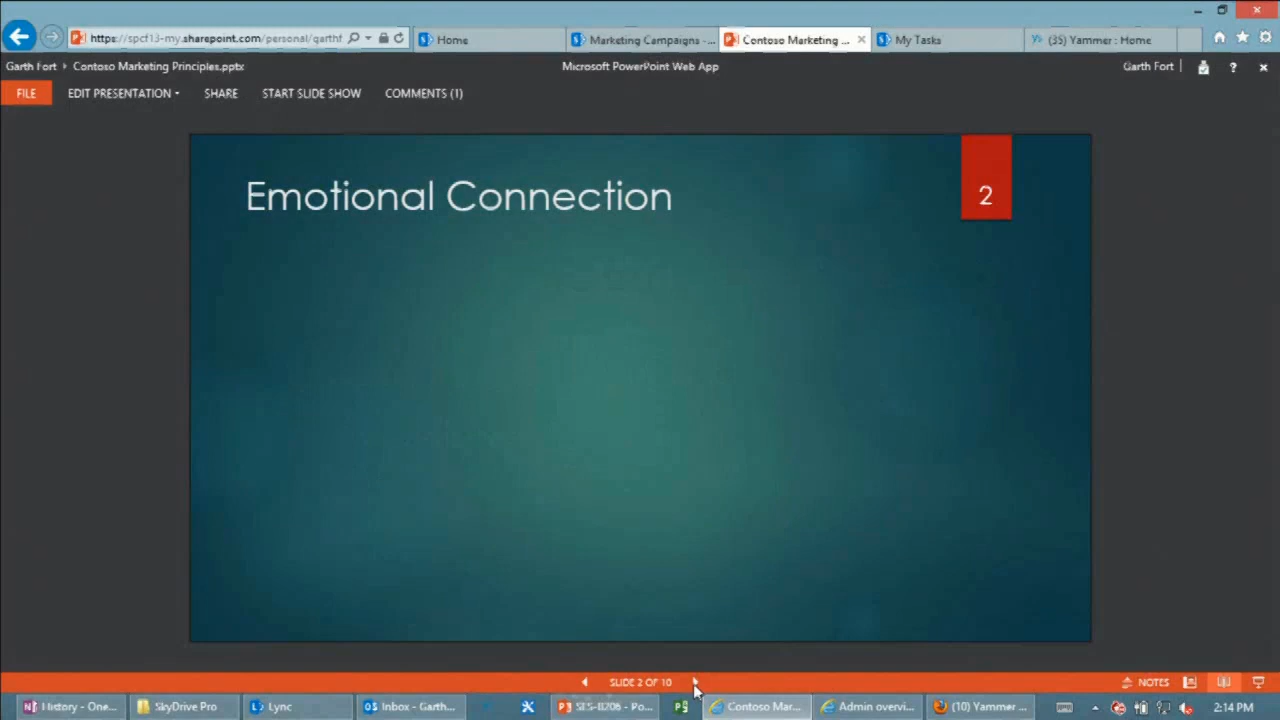 https://spcf13-my.sharepoint.com/personal/garthf
Home
Marketing Campaigns - ...
Contoso Marketing ...
My Tasks
(35) Yammer : Home
Garth Fort
Contoso Marketing Principles.pptx
Microsoft PowerPoint Web App
Garth Fort
FILE
EDIT PRESENTATION
SHARE
START SLIDE SHOW
COMMENTS (1)
Emotional Connection
2
SLIDE 2 OF 10
NOTES
History - One...
SkyDrive Pro
Lync
Inbox - Garth...
SES-B206 - Po...
Contoso Mar...
Admin overvi...
(10) Yammer ...
2:14 PM